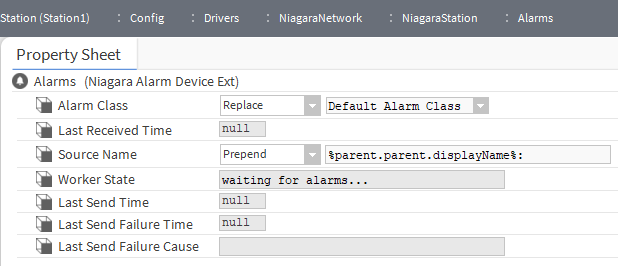 Station (Station1) : Config : Drivers : NiagaraNetwork : NiagaraStation : Alarms
Property Sheet
Alarms (Niagara Alarm Device Ext)
Alarm Class Replace Default Alarm Class
Last Received Time null
Source Name Prepend %parent.parent.displayName%:
Worker State waiting for alarms...
Last Send Time null
Last Send Failure Time null
Last Send Failure Cause